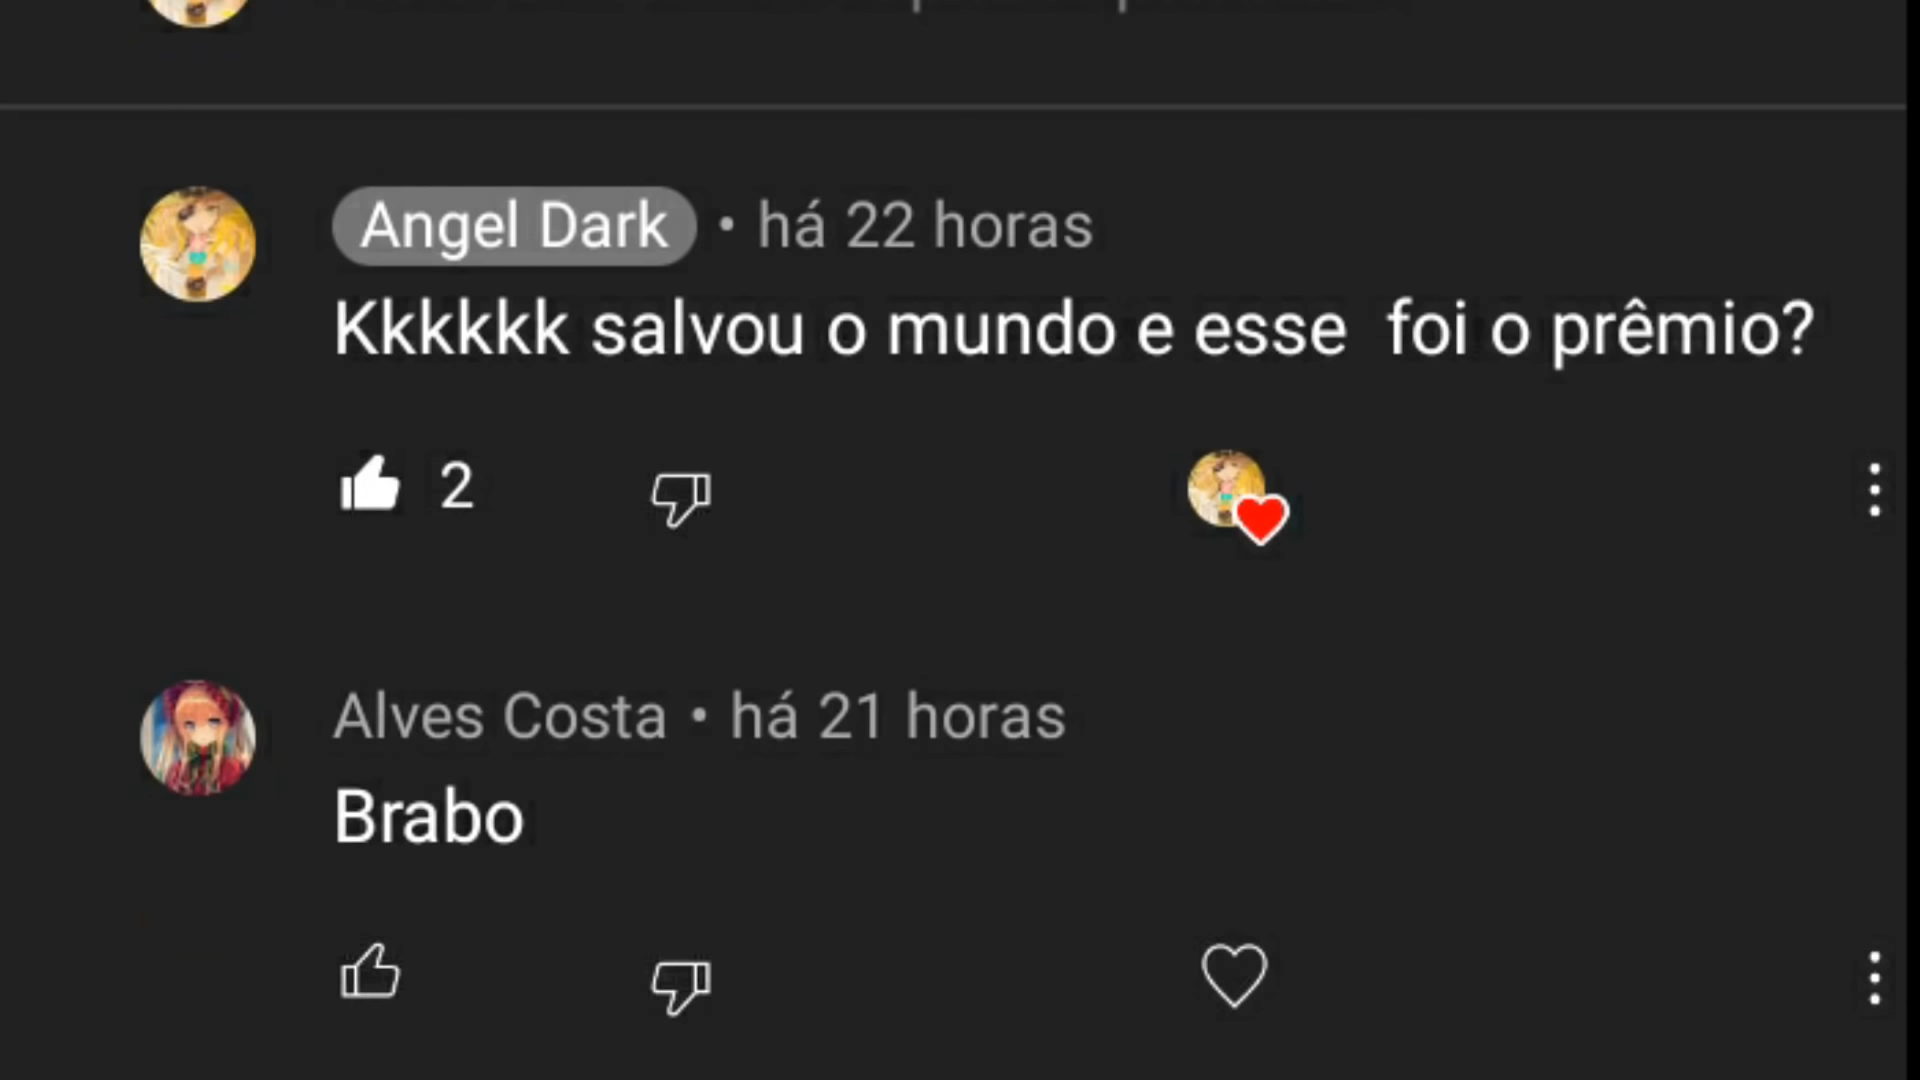 Angel Dark • há 22 horas
Kkkkkk salvou o mundo e esse foi o prêmio?
2
Alves Costa • há 21 horas
Brabo